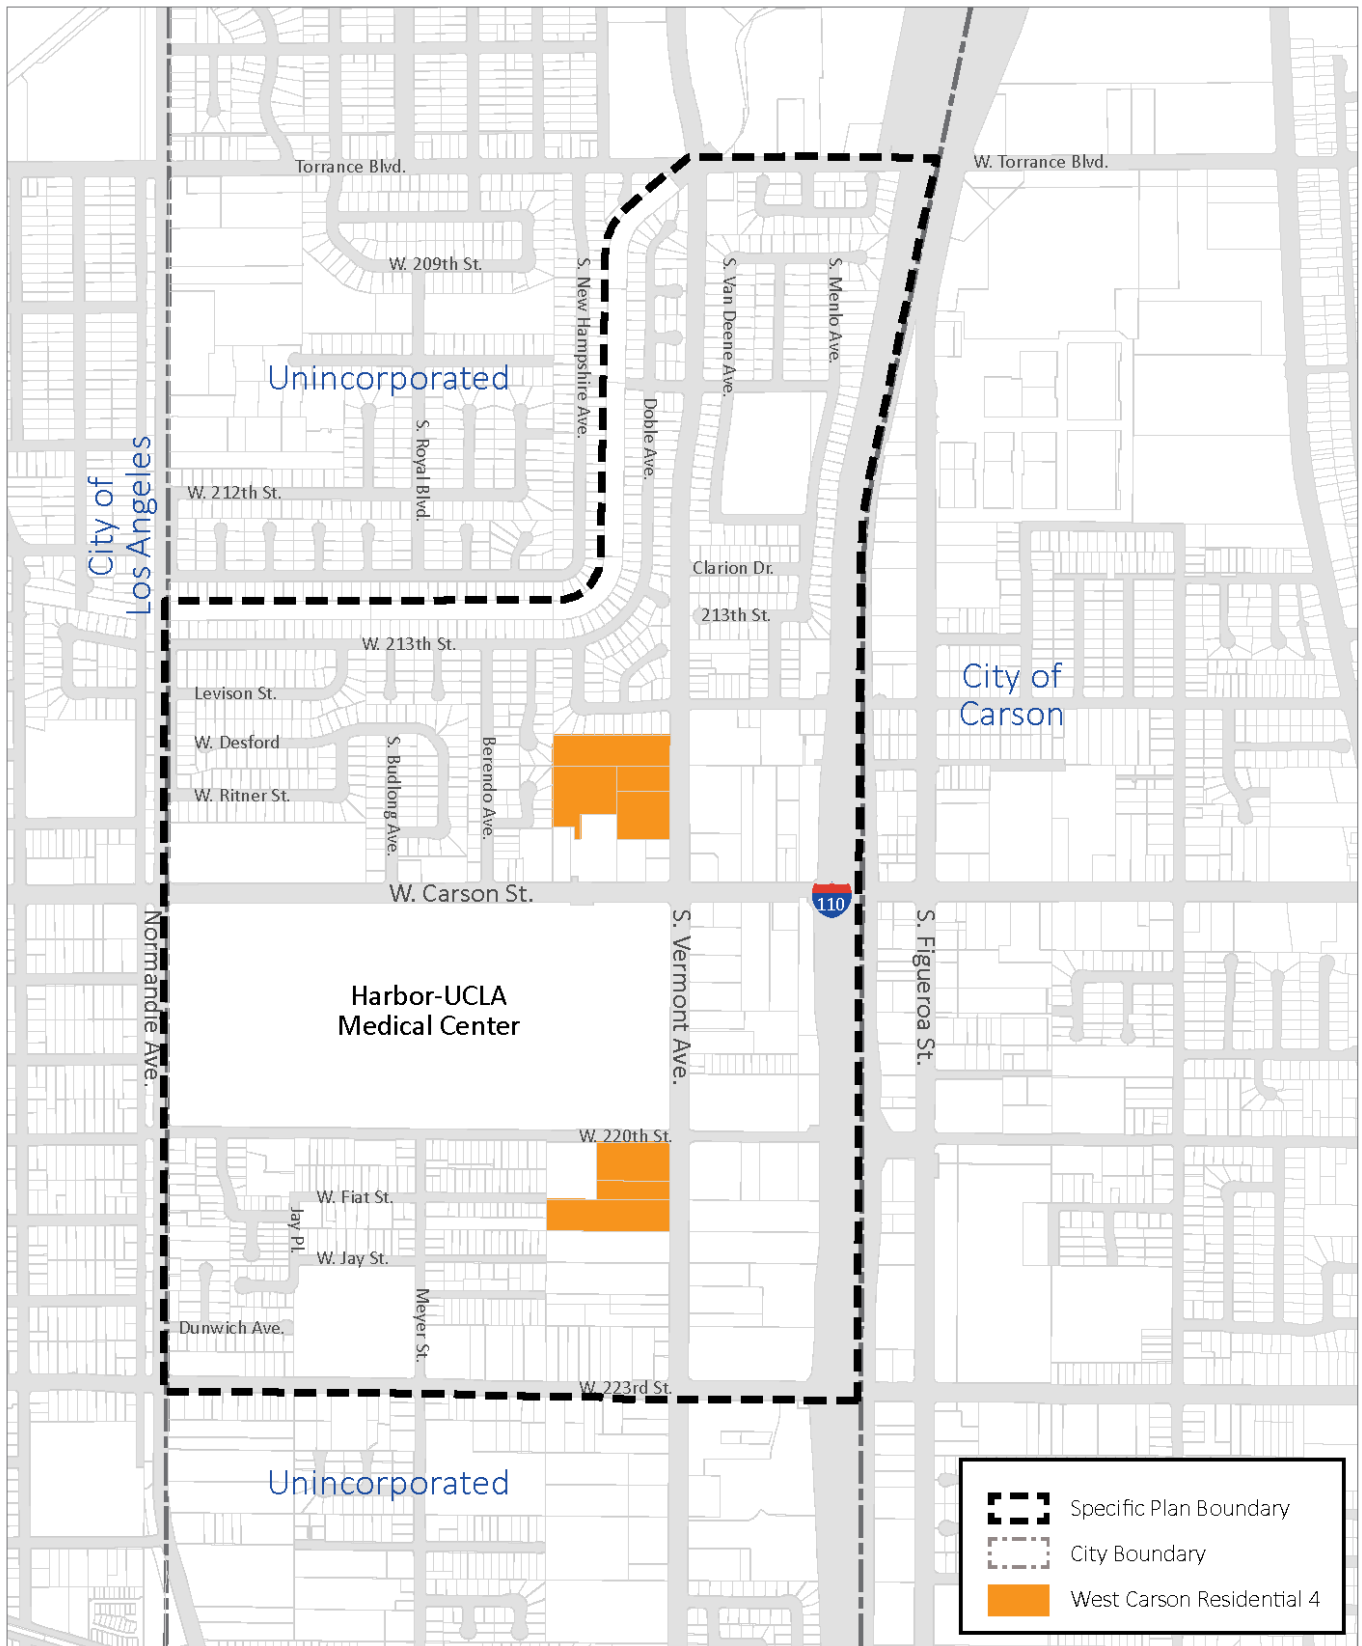 Torrance Blvd.
W. Torrance Blvd.
W. 209th St.
S. New Hampshire Ave.
S. Van Deene Ave.
S. Menlo Ave.
Unincorporated
Doble Ave.
S. Royal Blvd.
City of
Los Angeles
W. 212th St.
Clarion Dr.
213th St.
W. 213th St.
City of
Carson
Levison St.
W. Desford
S. Budlong Ave.
Berendo Ave.
W. Ritner St.
W. Carson St.
110
Normandie Ave.
S. Vermont Ave.
S. Figueroa St.
Harbor-UCLA
Medical Center
W. 220th St.
W. Fiat St.
Jay Pl.
W. Jay St.
Meyer St.
Dunwich Ave.
W. 223rd St.
Unincorporated
Specific Plan Boundary
City Boundary
West Carson Residential 4